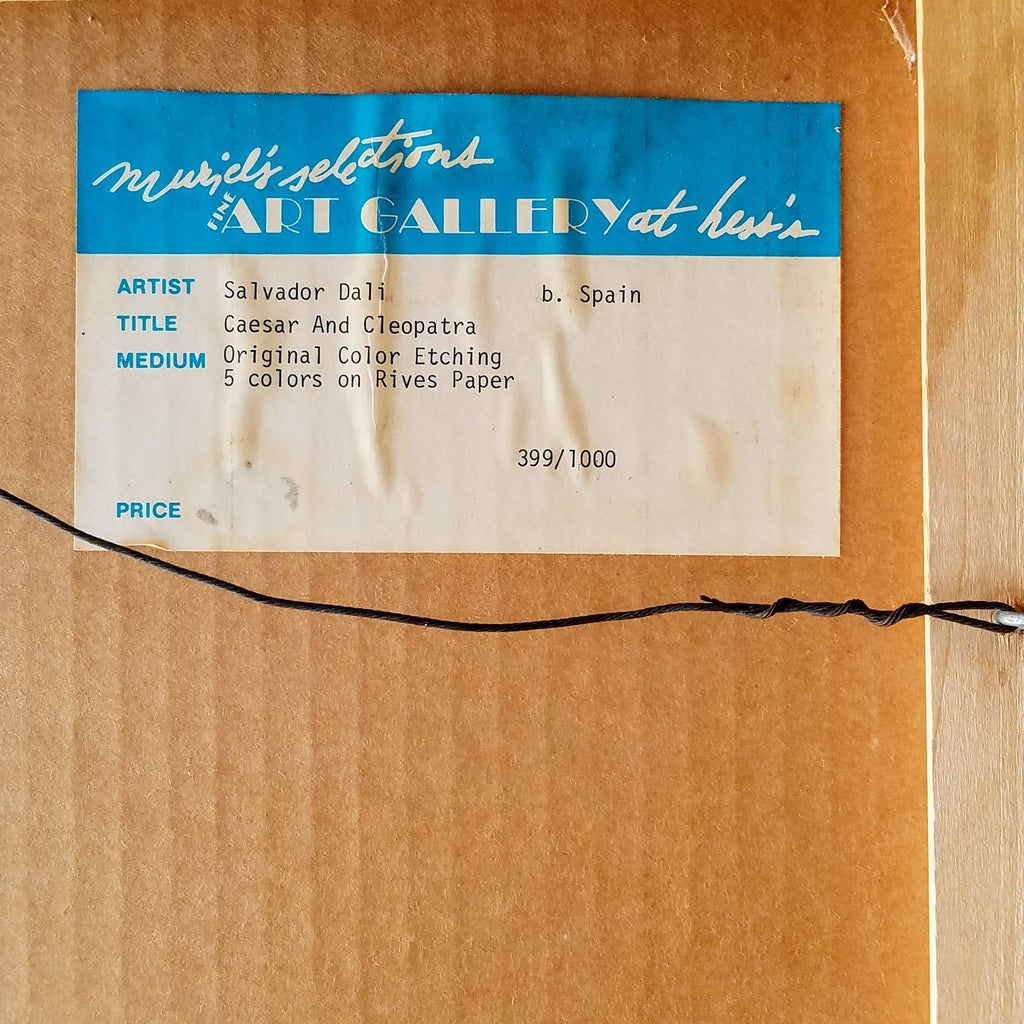 muriel's selections
FINE ART GALLERY at hess's
ARTIST Salvador Dali b. Spain
TITLE Caesar And Cleopatra
MEDIUM Original Color Etching
5 colors on Rives Paper
399/1000
PRICE